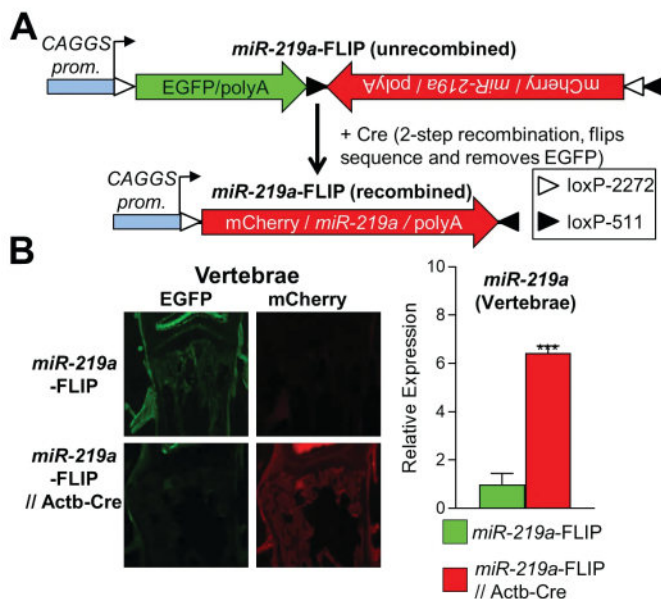 A
CAGGS
prom.
miR-219a-FLIP (unrecombined)
EGFP/polyA
mCherry / miR-219a / polyA
+ Cre (2-step recombination, flips
sequence and removes EGFP)
CAGGS
prom.
miR-219a-FLIP (recombined)
mCherry / miR-219a / polyA
loxP-2272
loxP-511
B
Vertebrae
EGFP
mCherry
miR-219a
-FLIP
miR-219a
-FLIP
// Actb-Cre
miR-219a
(Vertebrae)
Relative Expression
10
8
6
4
2
0
***
miR-219a-FLIP
miR-219a-FLIP
// Actb-Cre